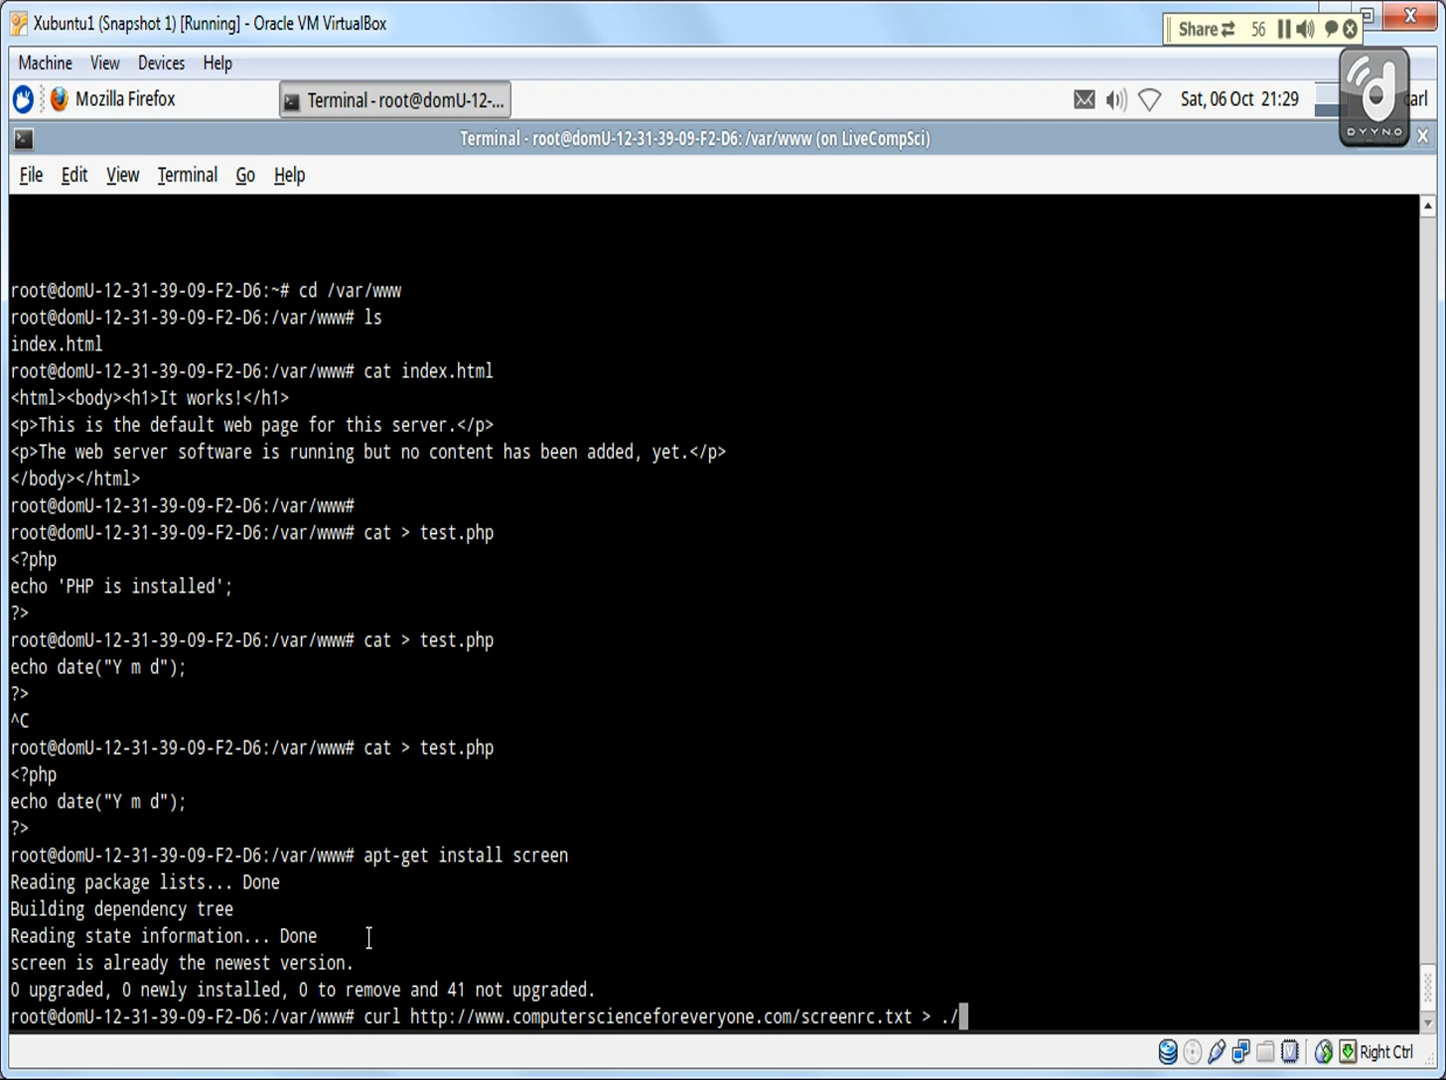 Xubuntu1 (Snapshot 1) [Running] - Oracle VM VirtualBox
Share 56
Machine View Devices Help
Mozilla Firefox Terminal - root@domU-12-... Sat, 06 Oct 21:29 carl
DYYNO
Terminal - root@domU-12-31-39-09-F2-D6: /var/www (on LiveCompSci)
File Edit View Terminal Go Help
root@domU-12-31-39-09-F2-D6:~# cd /var/www
root@domU-12-31-39-09-F2-D6:/var/www# ls
index.html
root@domU-12-31-39-09-F2-D6:/var/www# cat index.html
<html><body><h1>It works!</h1>
<p>This is the default web page for this server.</p>
<p>The web server software is running but no content has been added, yet.</p>
</body></html>
root@domU-12-31-39-09-F2-D6:/var/www#
root@domU-12-31-39-09-F2-D6:/var/www# cat > test.php
<?php
echo 'PHP is installed';
?>
root@domU-12-31-39-09-F2-D6:/var/www# cat > test.php
echo date("Y m d");
?>
^C
root@domU-12-31-39-09-F2-D6:/var/www# cat > test.php
<?php
echo date("Y m d");
?>
root@domU-12-31-39-09-F2-D6:/var/www# apt-get install screen
Reading package lists... Done
Building dependency tree
Reading state information... Done
screen is already the newest version.
0 upgraded, 0 newly installed, 0 to remove and 41 not upgraded.
root@domU-12-31-39-09-F2-D6:/var/www# curl http://www.computerscienceforeveryone.com/screenrc.txt > ./
Right Ctrl